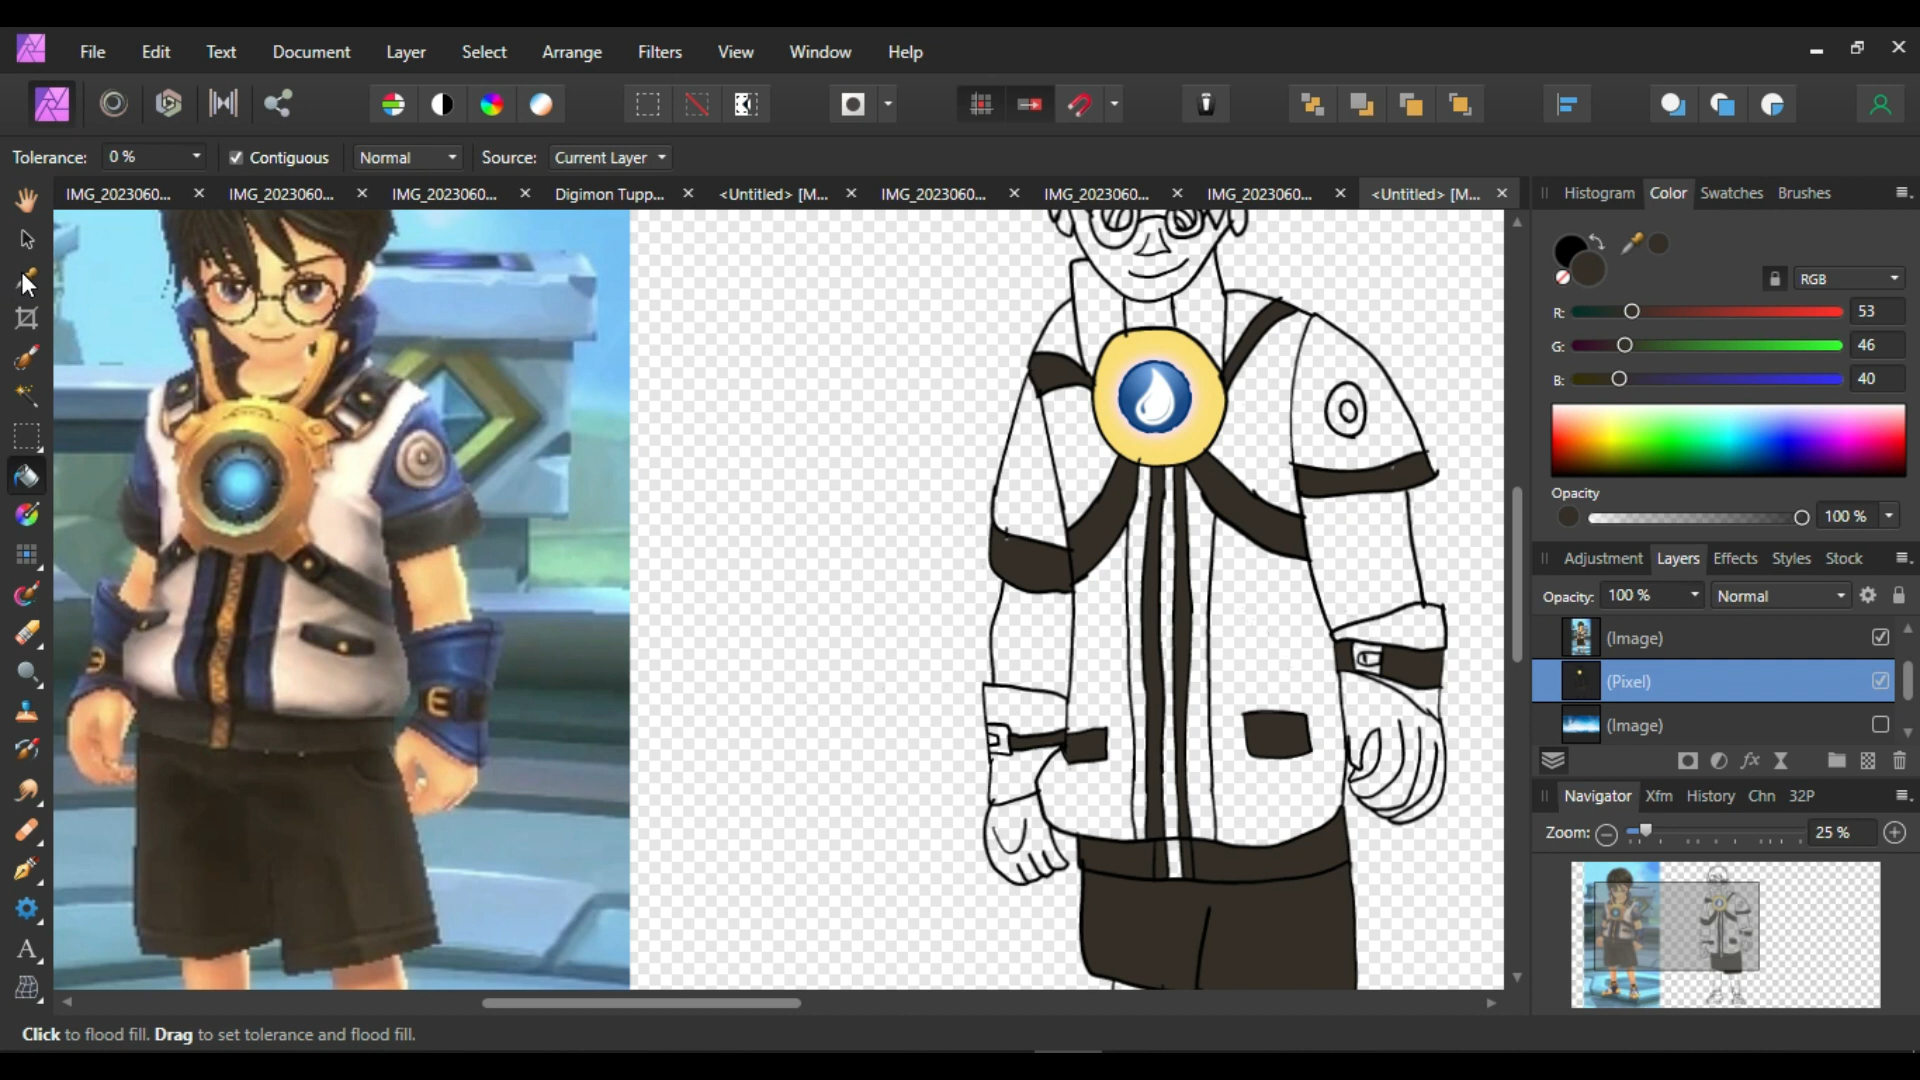 File Edit Text Document Layer Select Arrange Filters View Window Help
Tolerance: 0 % Contiguous Normal Source: Current Layer
IMG_2023060... IMG_2023060... IMG_2023060... Digimon Tupp... <Untitled> [M... IMG_2023060... IMG_2023060... IMG_2023060... <Untitled> [M...
Histogram Color Swatches Brushes
RGB
R: 53
G: 46
B: 40
Opacity
100 %
Adjustment Layers Effects Styles Stock
Opacity: 100 % Normal
(Image)
(Pixel)
(Image)
Navigator Xfm History Chn 32P
Zoom: 25 %
Click to flood fill. Drag to set tolerance and flood fill.